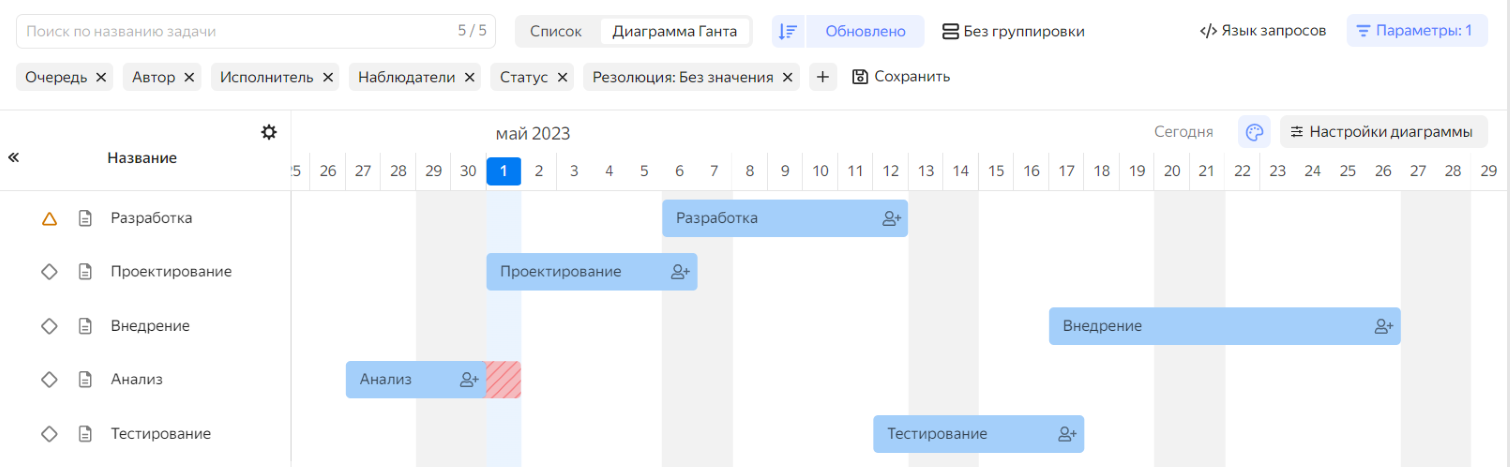 Поиск по названию задачи 5 / 5 Список Диаграмма Ганта Обновлено Без группировки </> Язык запросов Параметры: 1
Очередь × Автор × Исполнитель × Наблюдатели × Статус × Резолюция: Без значения × + Сохранить
май 2023 Сегодня Настройки диаграммы
« Название
25 26 27 28 29 30 1 2 3 4 5 6 7 8 9 10 11 12 13 14 15 16 17 18 19 20 21 22 23 24 25 26 27 28 29
Разработка Разработка
Проектирование Проектирование
Внедрение Внедрение
Анализ Анализ
Тестирование Тестирование